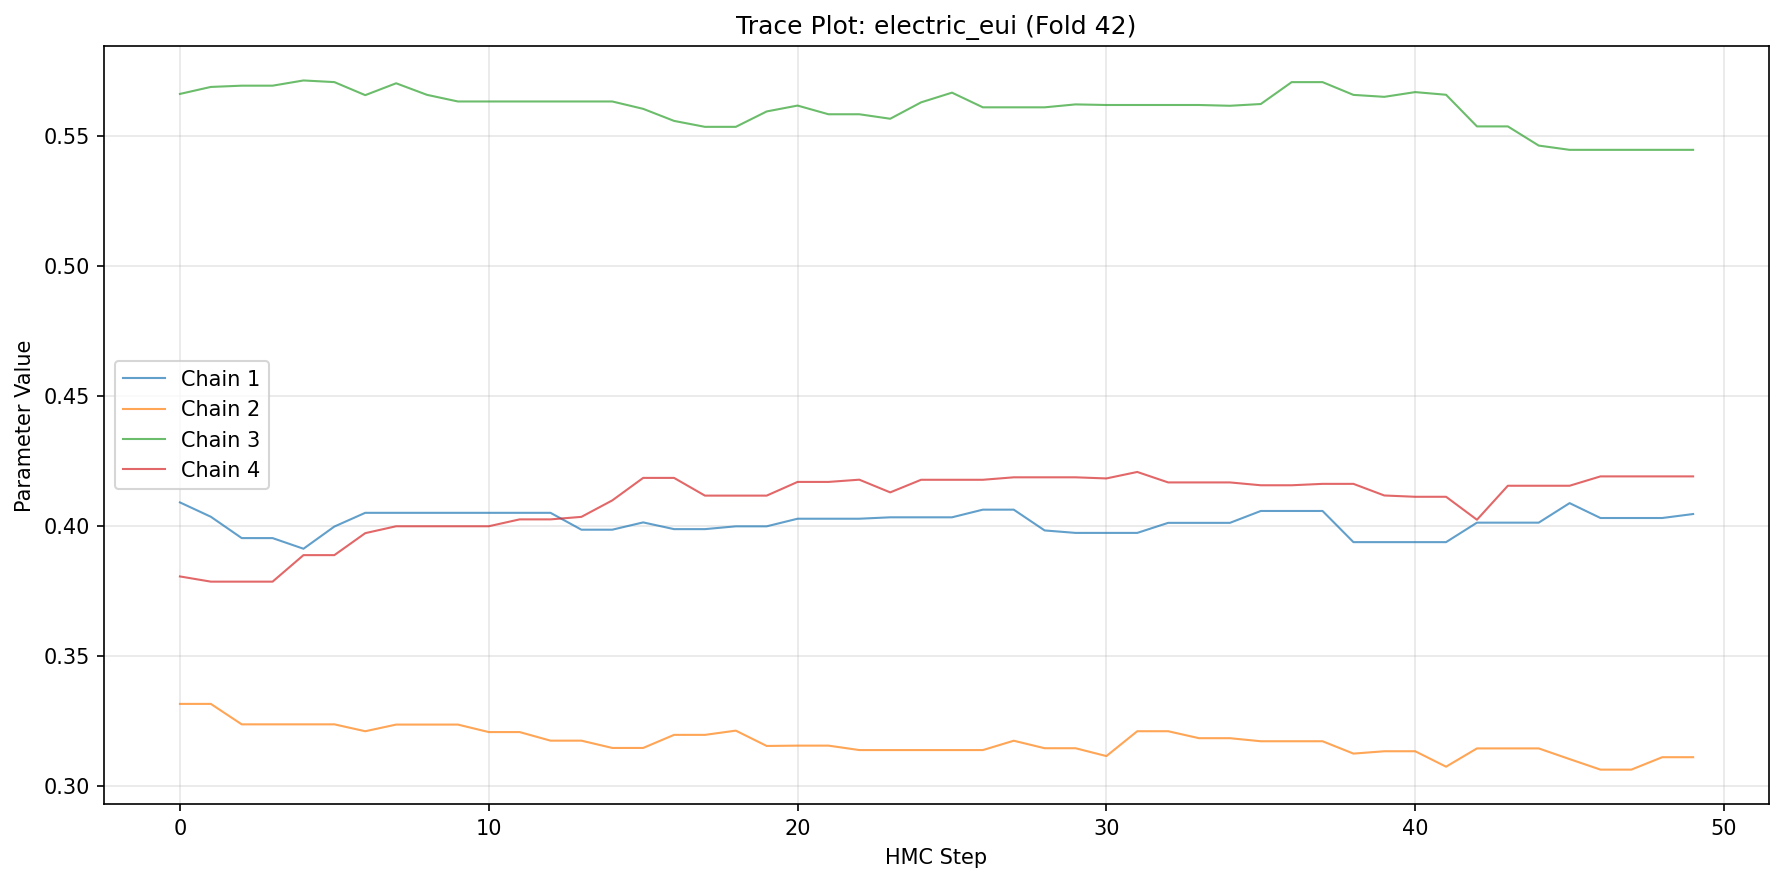 Trace Plot: electric_eui (Fold 42)
Parameter Value
0.55
0.50
0.45
0.40
0.35
0.30
Chain 1
Chain 2
Chain 3
Chain 4
0 10 20 30 40 50
HMC Step